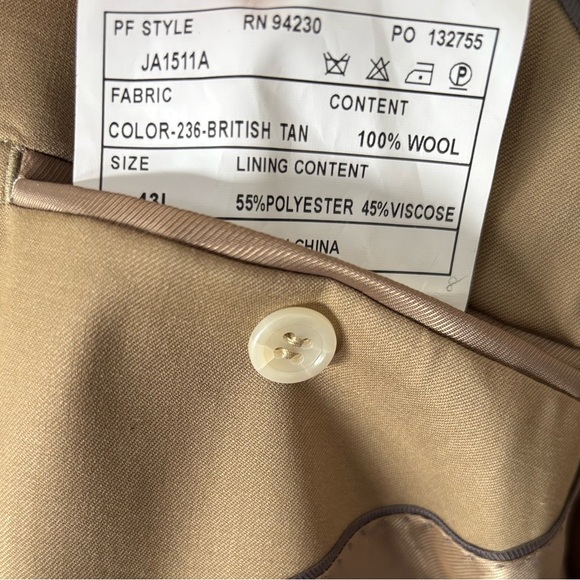 PF STYLE RN 94230 PO 132755
JA1511A
FABRIC CONTENT
COLOR-236-BRITISH TAN 100% WOOL
SIZE LINING CONTENT
55%POLYESTER 45%VISCOSE
CHINA